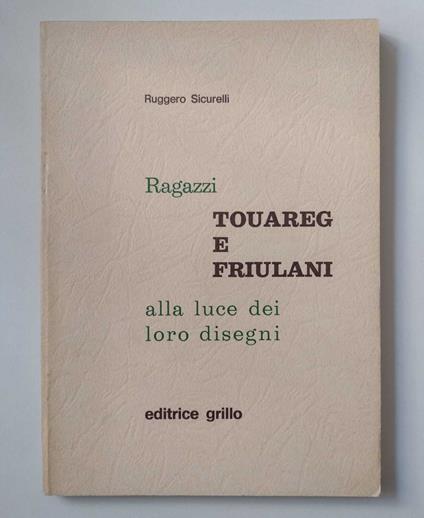 Ruggero Sicurelli
Ragazzi
TOUAREG
E
FRIULANI
alla luce dei
loro disegni
editrice grillo